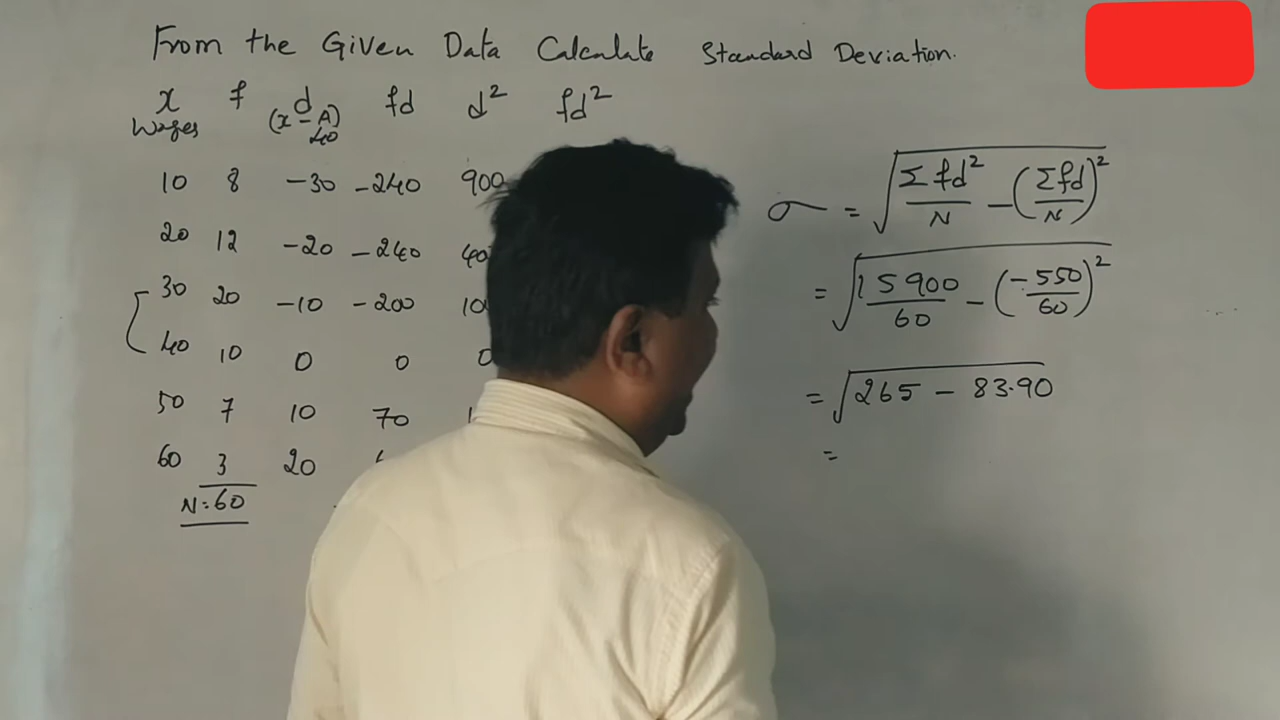 From the Given Data Calculate Standard Deviation.
x f d fd d² fd²
Wages (x – A)
40
10 8 –30 –240 900
20 12 –20 –240
30 20 –10 –200
40 10 0 0 0
50 7 10 70
60 3 20
N = 60
σ = √(Σfd²/N – (Σfd/N)²)
= √(15900/60 – (–550/60)²)
= √(265 – 83.90)
=